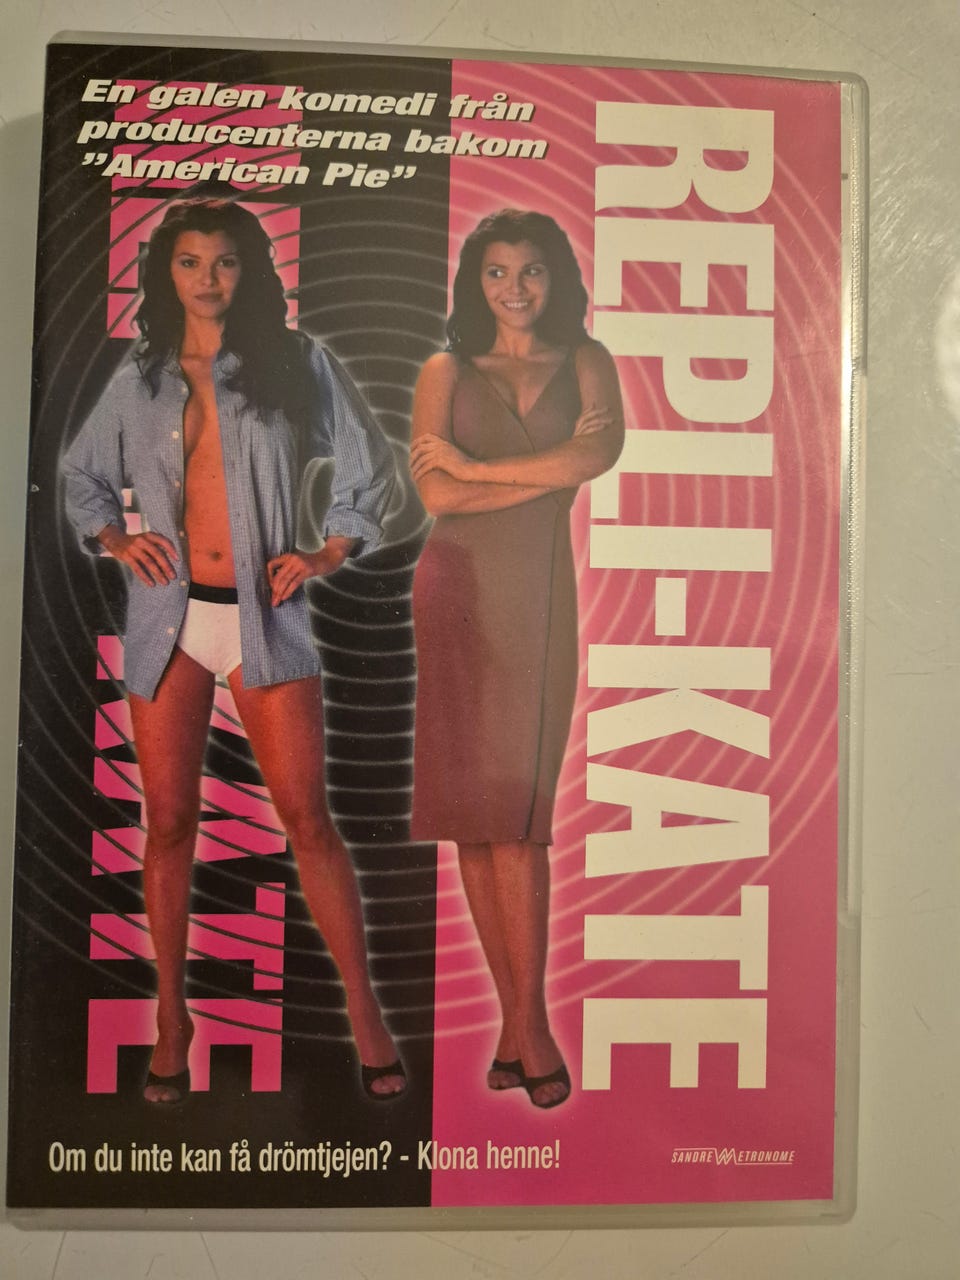 En galen komedi från
producenterna bakom
"American Pie"
REPLI-KATE
Om du inte kan få drömtjejen? - Klona henne!
SANDREW METRONOME